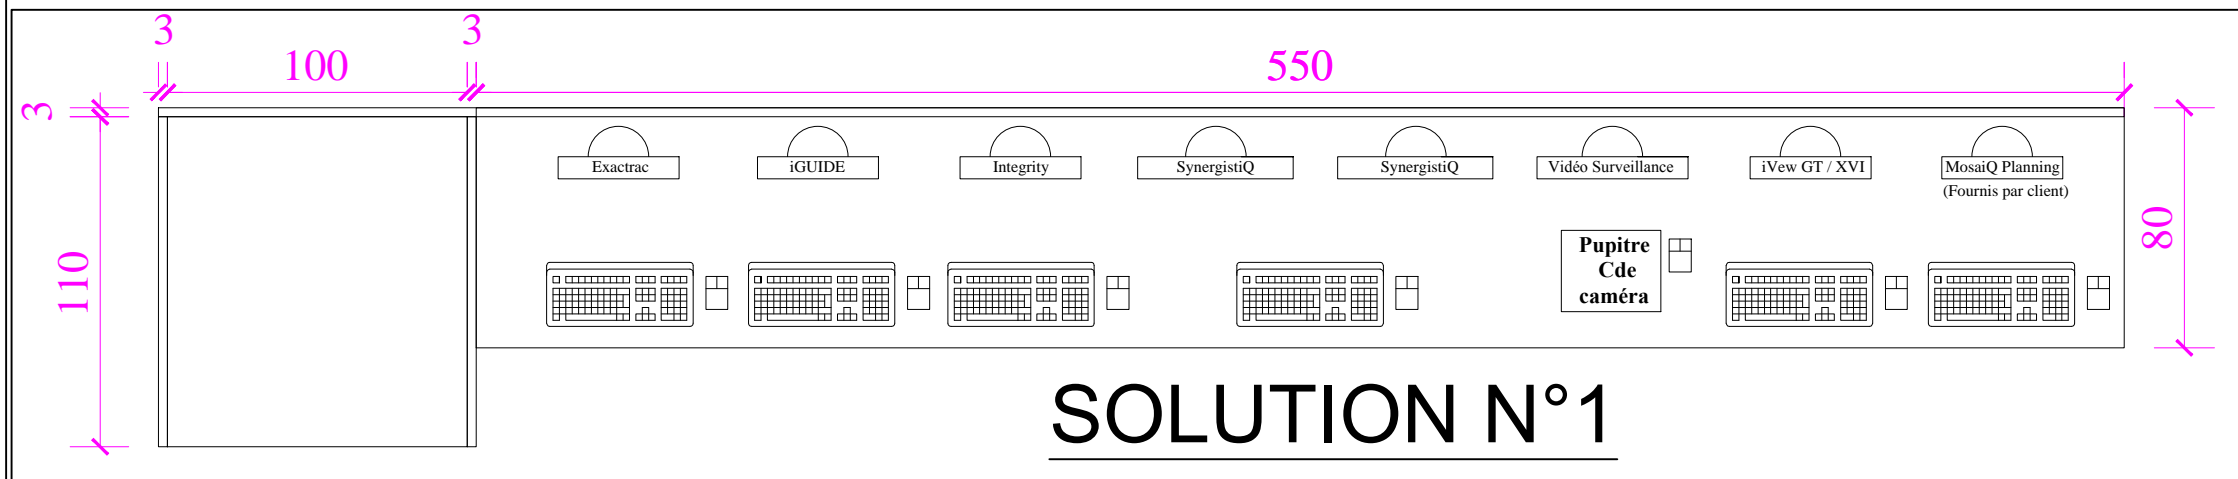 3
3
100
550
3
Exactrac
iGUIDE
Integrity
SynergistiQ
SynergistiQ
Vidéo Surveillance
iVew GT / XVI
MosaiQ Planning
(Fournis par client)
110
80
Pupitre
Cde
caméra
SOLUTION N°1